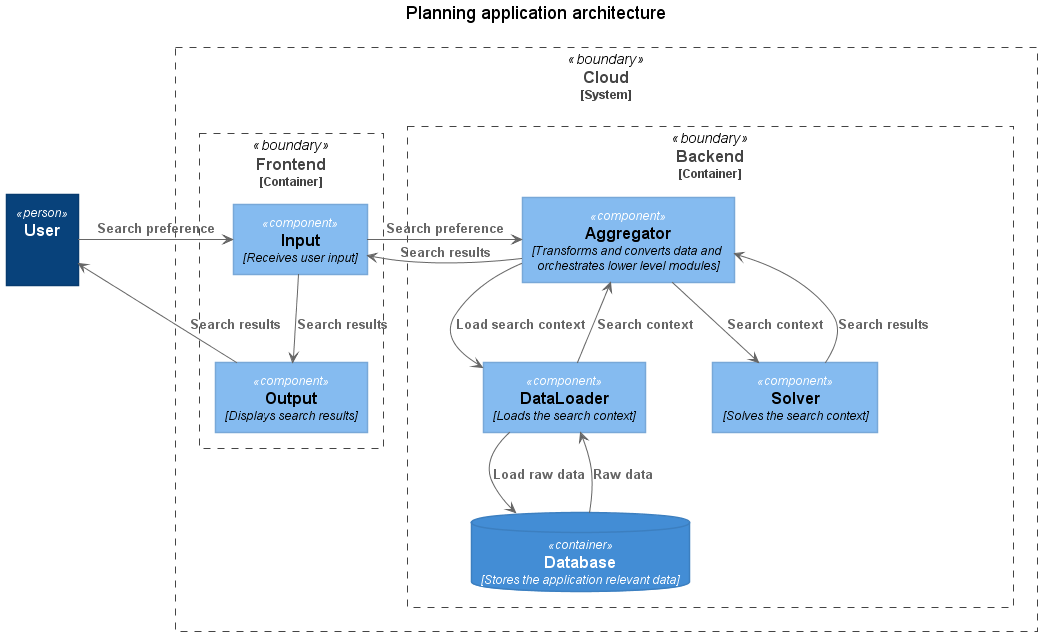 Planning application architecture
«boundary»
Cloud
[System]
«boundary»
Frontend
[Container]
«boundary»
Backend
[Container]
«person»
User
Search preference
«component»
Input
[Receives user input]
Search preference
Search results
«component»
Aggregator
[Transforms and converts data and
orchestrates lower level modules]
Search results
Search results
Load search context
Search context
Search context
Search results
«component»
Output
[Displays search results]
«component»
DataLoader
[Loads the search context]
«component»
Solver
[Solves the search context]
Load raw data
Raw data
«container»
Database
[Stores the application relevant data]